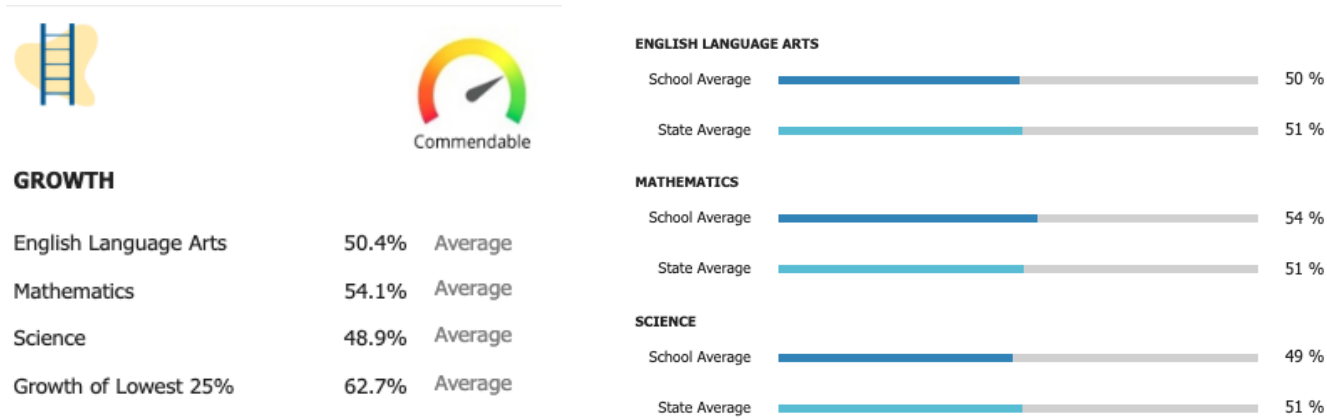 Commendable
GROWTH
English Language Arts 50.4% Average
Mathematics 54.1% Average
Science 48.9% Average
Growth of Lowest 25% 62.7% Average
ENGLISH LANGUAGE ARTS
School Average 50 %
State Average 51 %
MATHEMATICS
School Average 54 %
State Average 51 %
SCIENCE
School Average 49 %
State Average 51 %